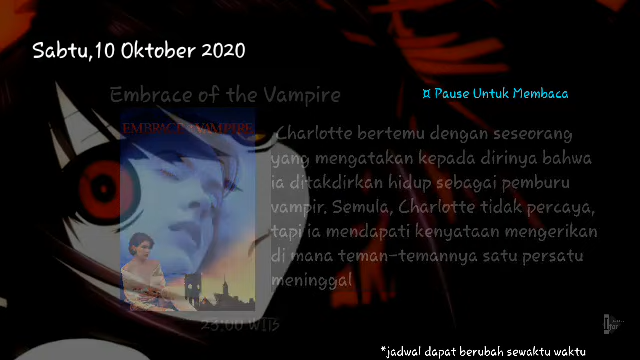 Sabtu,10 Oktober 2020
Embrace of the Vampire
¤ Pause Untuk Membaca
EMBRACE VAMPIRE
Charlotte bertemu dengan seseorang
yang mengatakan kepada dirinya bahwa
ia ditakdirkan hidup sebagai pemburu
vampir. Semula, Charlotte tidak percaya,
tapi ia mendapati kenyataan mengerikan
di mana teman-temannya satu persatu
meninggal
23:00 WIB
*jadwal dapat berubah sewaktu waktu